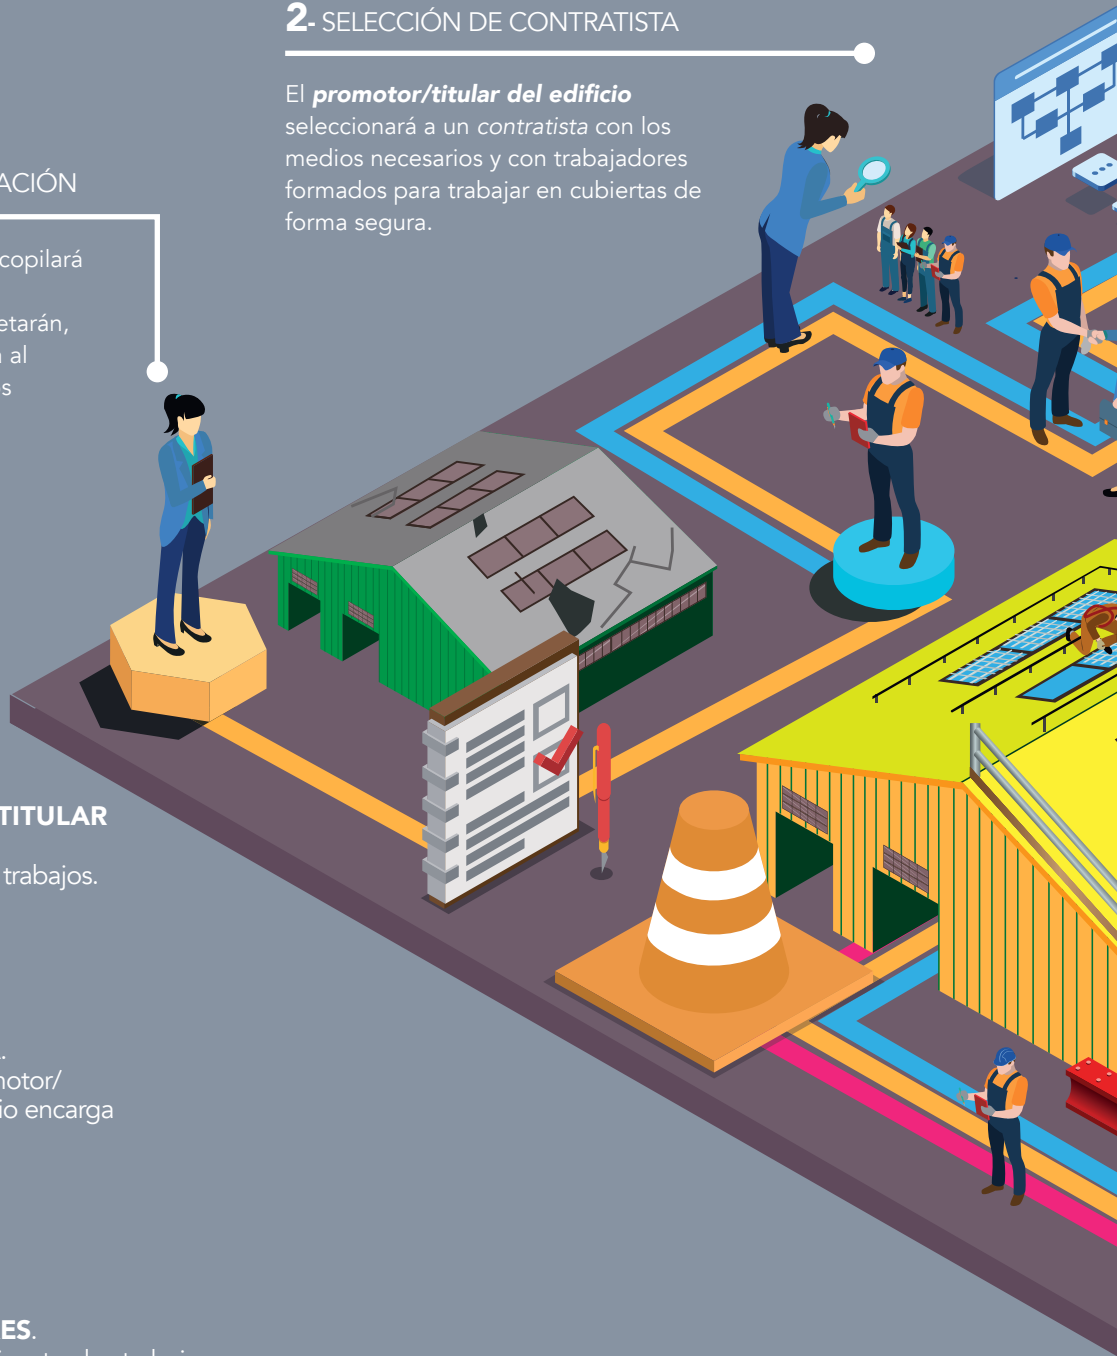 2- SELECCIÓN DE CONTRATISTA
El promotor/titular del edificio
seleccionará a un contratista con los
medios necesarios y con trabajadores
formados para trabajar en cubiertas de
forma segura.
ACIÓN
copilará
etarán,
al
s
TITULAR
trabajos.
notor/
io encarga
ES.